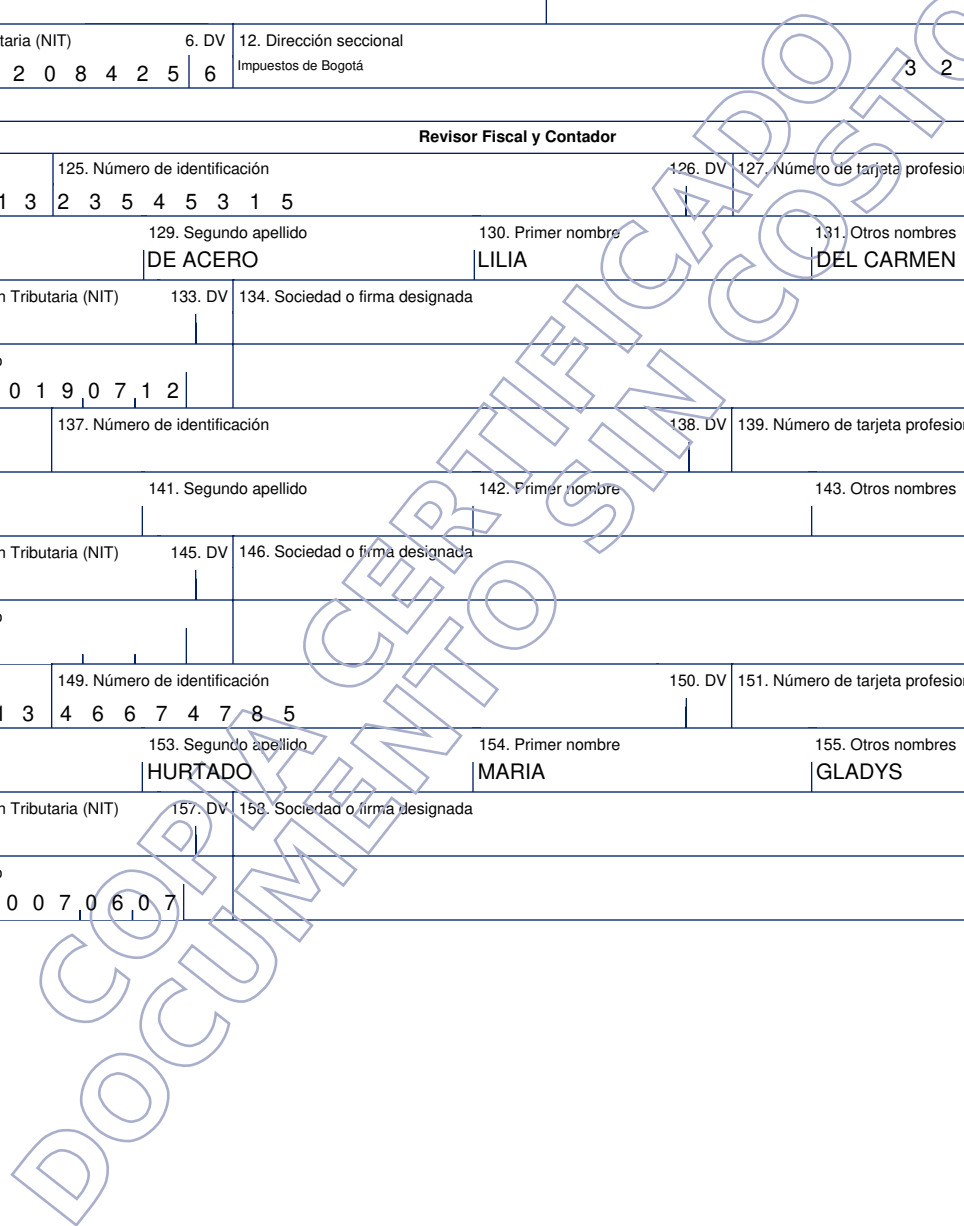 taria (NIT) 6. DV 12. Dirección seccional
2 0 8 4 2 5 6 Impuestos de Bogotá 3 2
Revisor Fiscal y Contador
125. Número de identificación 126. DV 127. Número de tarjeta profesion
1 3 2 3 5 4 5 3 1 5
129. Segundo apellido 130. Primer nombre 131. Otros nombres
DE ACERO LILIA DEL CARMEN
n Tributaria (NIT) 133. DV 134. Sociedad o firma designada
o
0 1 9 0 7 1 2
137. Número de identificación 138. DV 139. Número de tarjeta profesion
141. Segundo apellido 142. Primer nombre 143. Otros nombres
n Tributaria (NIT) 145. DV 146. Sociedad o firma designada
o
149. Número de identificación 150. DV 151. Número de tarjeta profesion
1 3 4 6 6 7 4 7 8 5
153. Segundo apellido 154. Primer nombre 155. Otros nombres
HURTADO MARIA GLADYS
n Tributaria (NIT) 157. DV 158. Sociedad o firma designada
o
0 0 7 0 6 0 7
COPIA CERTIFICADO
DOCUMENTO SIN COSTO